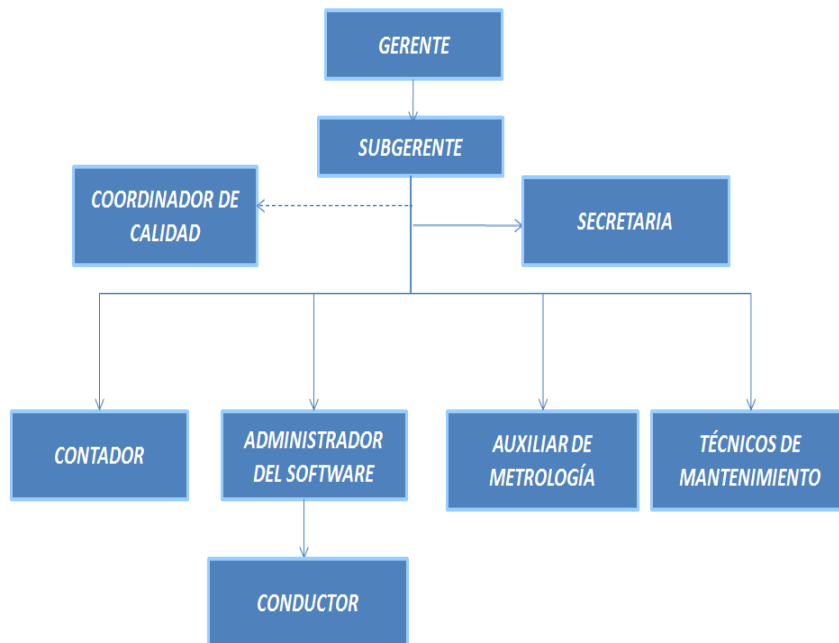 GERENTE
SUBGERENTE
COORDINADOR DE
CALIDAD
SECRETARIA
CONTADOR
ADMINISTRADOR
DEL SOFTWARE
AUXILIAR DE
METROLOGÍA
TÉCNICOS DE
MANTENIMIENTO
CONDUCTOR